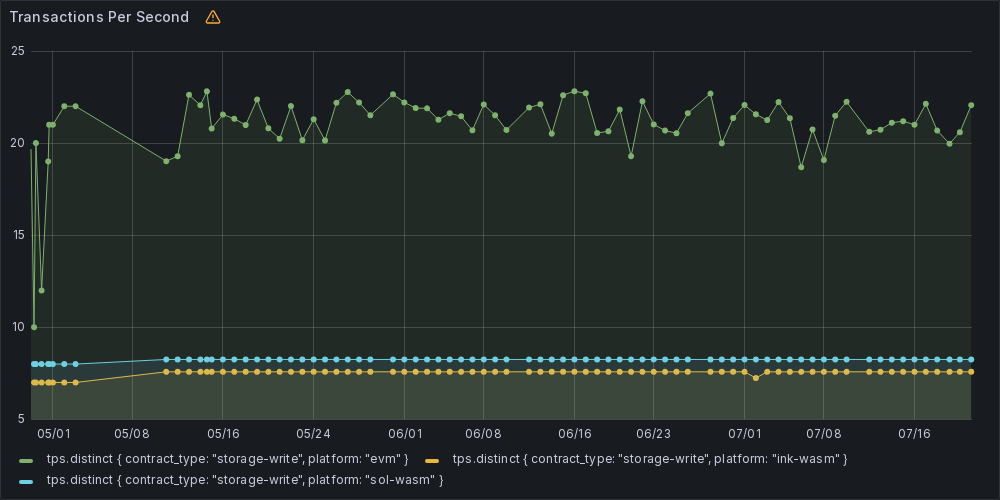 Transactions Per Second
25
20
15
10
5
05/01 05/08 05/16 05/24 06/01 06/08 06/16 06/23 07/01 07/08 07/16
tps.distinct { contract_type: "storage-write", platform: "evm" } tps.distinct { contract_type: "storage-write", platform: "ink-wasm" }
tps.distinct { contract_type: "storage-write", platform: "sol-wasm" }